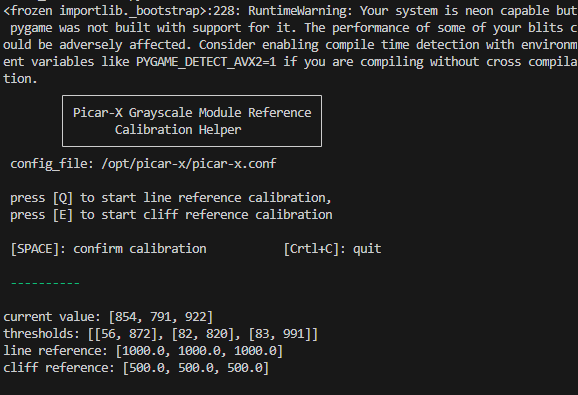 <frozen importlib._bootstrap>:228: RuntimeWarning: Your system is neon capable but
pygame was not built with support for it. The performance of some of your blits c
ould be adversely affected. Consider enabling compile time detection with environm
ent variables like PYGAME_DETECT_AVX2=1 if you are compiling without cross compila
tion.
Picar-X Grayscale Module Reference
Calibration Helper
config_file: /opt/picar-x/picar-x.conf
press [Q] to start line reference calibration,
press [E] to start cliff reference calibration
[SPACE]: confirm calibration [Crtl+C]: quit
----------
current value: [854, 791, 922]
thresholds: [[56, 872], [82, 820], [83, 991]]
line reference: [1000.0, 1000.0, 1000.0]
cliff reference: [500.0, 500.0, 500.0]